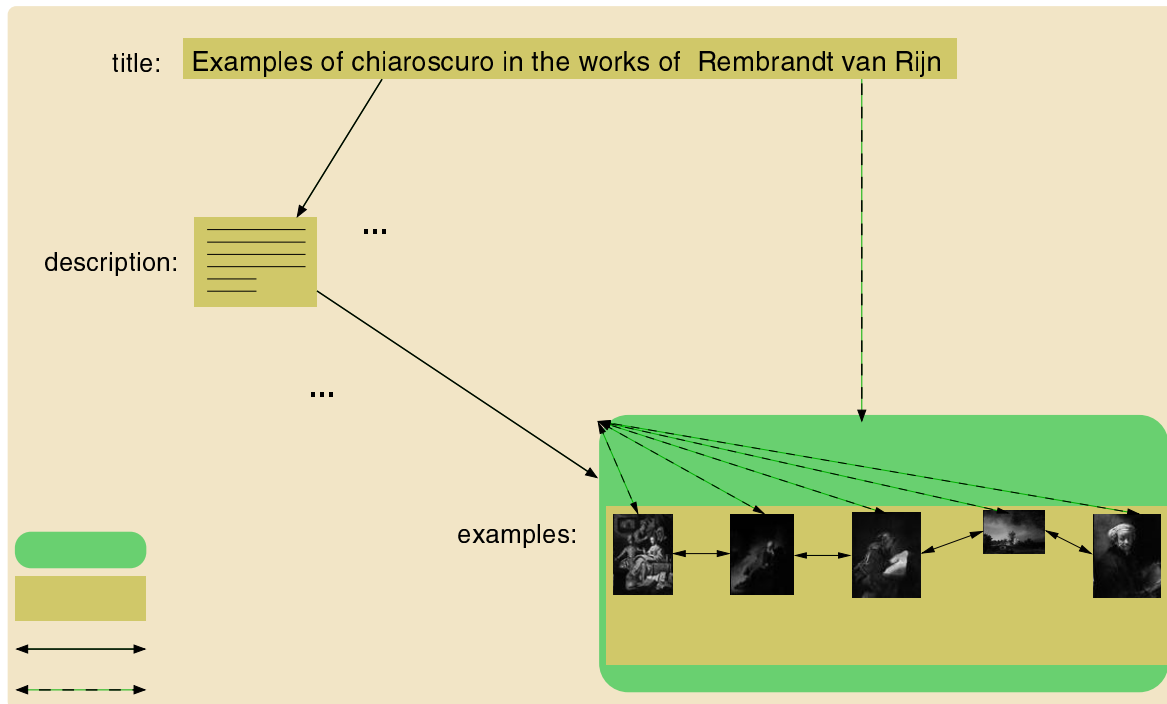 title: Examples of chiaroscuro in the works of Rembrandt van Rijn
...
description:
...
examples: